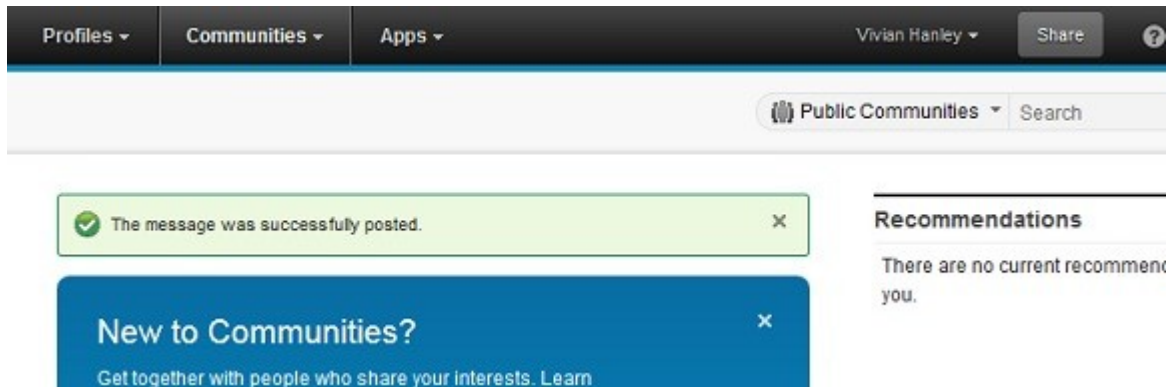 Profiles Communities Apps Vivian Hanley Share ?
Public Communities Search
The message was successfully posted.
Recommendations
There are no current recommend
you.
New to Communities?
Get together with people who share your interests. Learn